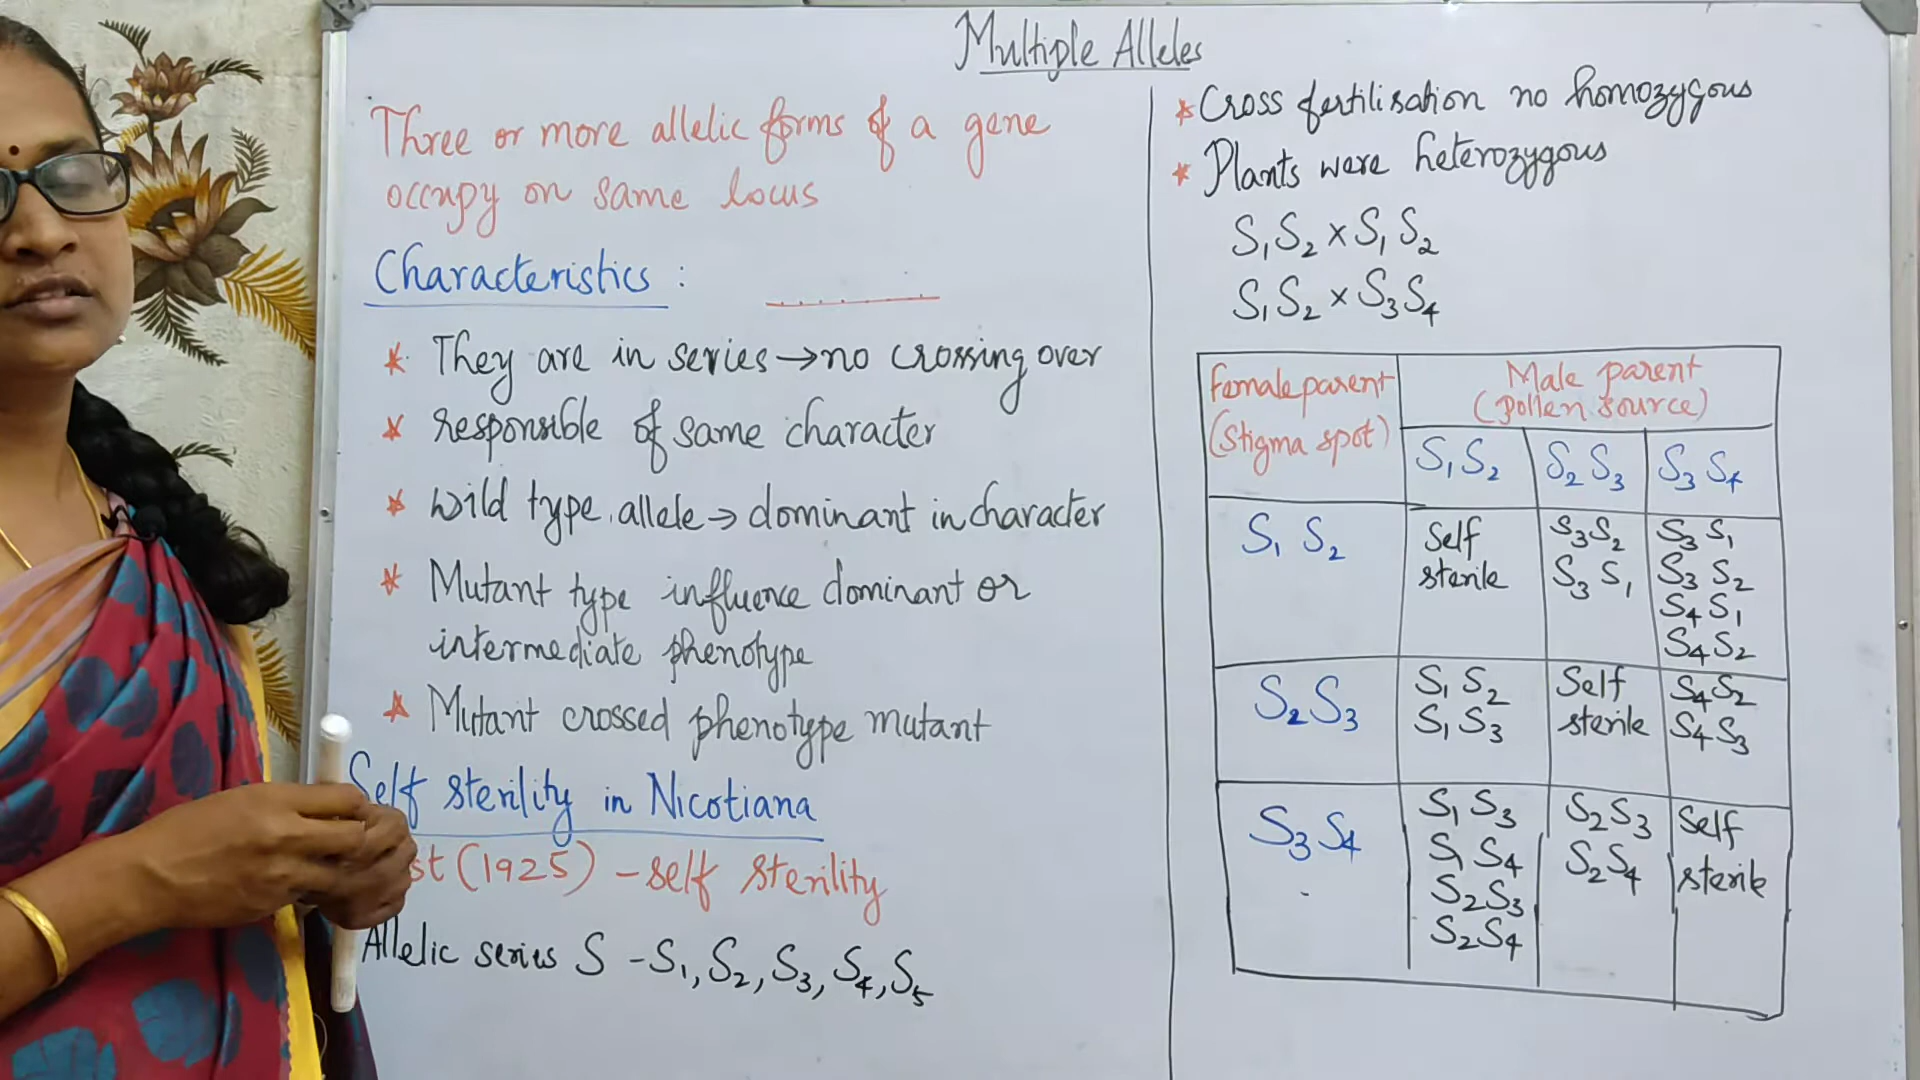 Multiple Alleles
Three or more allelic forms of a gene
occupy on same locus
Characteristics :
* They are in series → no crossing over
* responsible of same character
* wild type allele → dominant in character
* Mutant type influence dominant or
intermediate phenotype
* Mutant crossed phenotype mutant
Self sterility in Nicotiana
st (1925) - self sterility
Allelic series S - S₁, S₂, S₃, S₄, S₅
* Cross fertilisation no homozygous
* Plants were heterozygous
S₁S₂ × S₁S₂
S₁S₂ × S₃S₄
Female parent
(Stigma spot)
Male parent
(pollen source)
S₁S₂ S₂S₃ S₃S₄
S₁S₂
Self
sterile
S₃S₂
S₃S₁
S₃S₁
S₃S₂
S₄S₁
S₄S₂
S₂S₃
S₁S₂
S₁S₃
Self
sterile
S₄S₂
S₄S₃
S₃S₄
S₁S₃
S₁S₄
S₂S₃
S₂S₄
S₂S₃
S₂S₄
Self
sterile